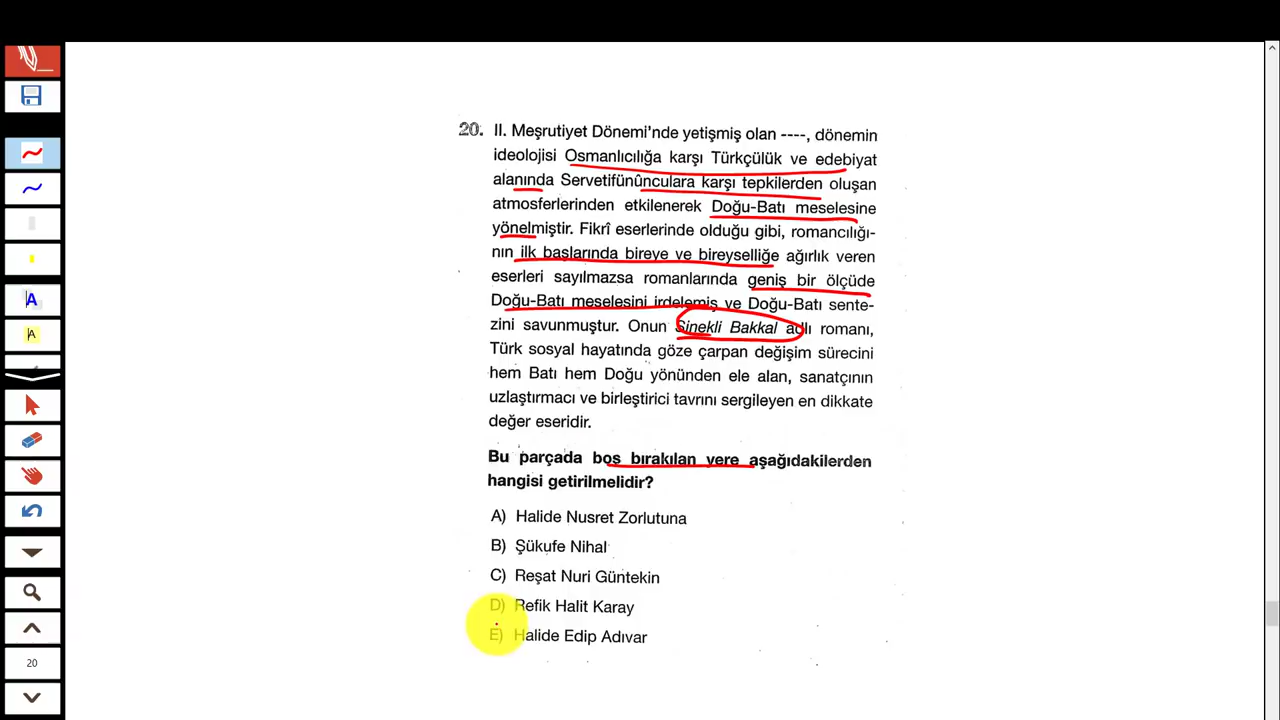 20. II. Meşrutiyet Dönemi'nde yetişmiş olan ----, dönemin
ideolojisi Osmanlıcılığa karşı Türkçülük ve edebiyat
alanında Servetifünûnculara karşı tepkilerden oluşan
atmosferlerinden etkilenerek Doğu-Batı meselesine
yönelmiştir. Fikrî eserlerinde olduğu gibi, romancılığı-
nın ilk başlarında bireye ve bireyselliğe ağırlık veren
eserleri sayılmazsa romanlarında geniş bir ölçüde
Doğu-Batı meselesini irdelemiş ve Doğu-Batı sente-
zini savunmuştur. Onun Sinekli Bakkal adlı romanı,
Türk sosyal hayatında göze çarpan değişim sürecini
hem Batı hem Doğu yönünden ele alan, sanatçının
uzlaştırmacı ve birleştirici tavrını sergileyen en dikkate
değer eseridir.
Bu parçada boş bırakılan yere aşağıdakilerden
hangisi getirilmelidir?
A) Halide Nusret Zorlutuna
B) Şükufe Nihal
C) Reşat Nuri Güntekin
D) Refik Halit Karay
E) Halide Edip Adıvar
A
A
20